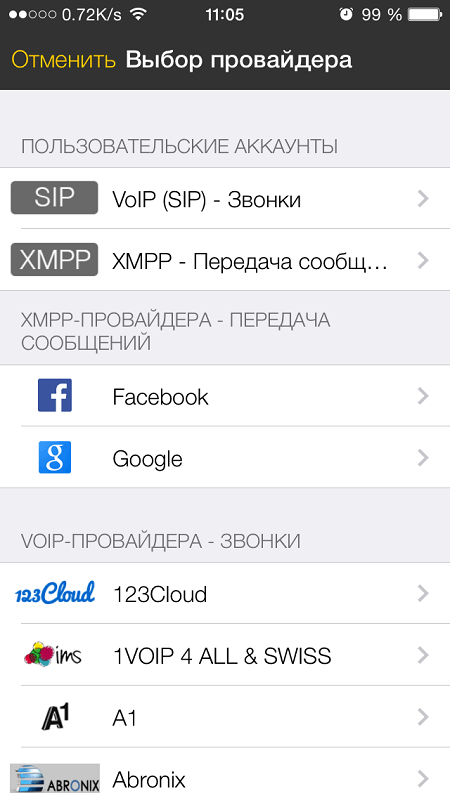 0.72K/s 11:05 99 %
Отменить Выбор провайдера
ПОЛЬЗОВАТЕЛЬСКИЕ АККАУНТЫ
SIP VoIP (SIP) - Звонки
XMPP XMPP - Передача сообщ...
XMPP-ПРОВАЙДЕРА - ПЕРЕДАЧА
СООБЩЕНИЙ
f Facebook
g Google
VOIP-ПРОВАЙДЕРА - ЗВОНКИ
123Cloud 123Cloud
ims 1VOIP 4 ALL & SWISS
A1 A1
ABRONIX Abronix